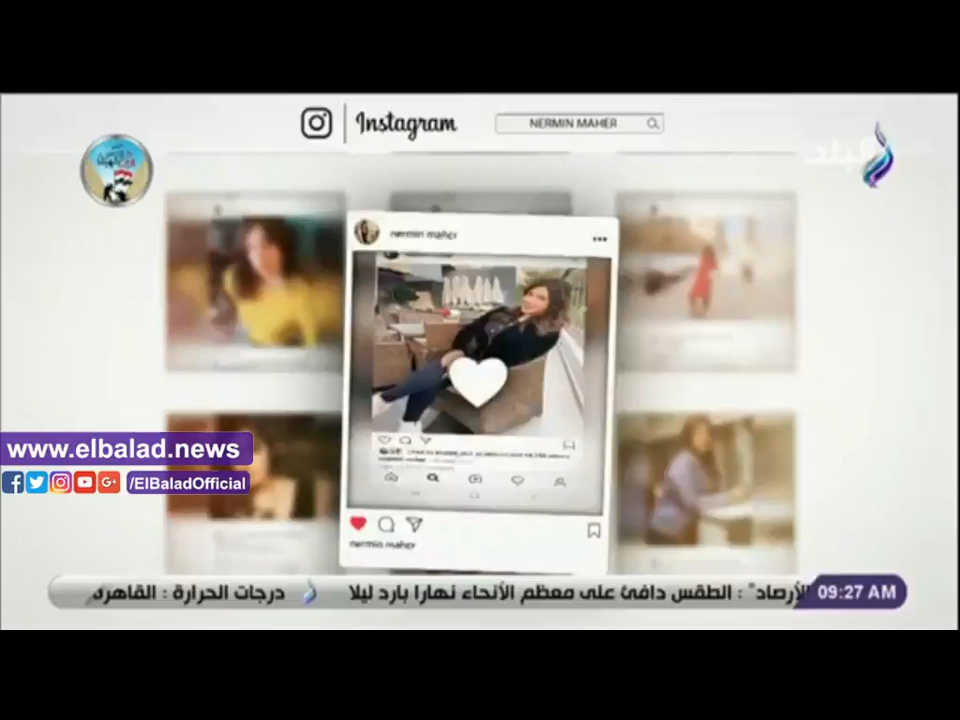 Instagram
NERMIN MAHER
البلد
nermin maher
nermin maher
www.elbalad.news
/ElBaladOfficial
الأرصاد" : الطقس دافئ على معظم الأنحاء نهارا بارد ليلا
درجات الحرارة : القاهرة
09:27 AM